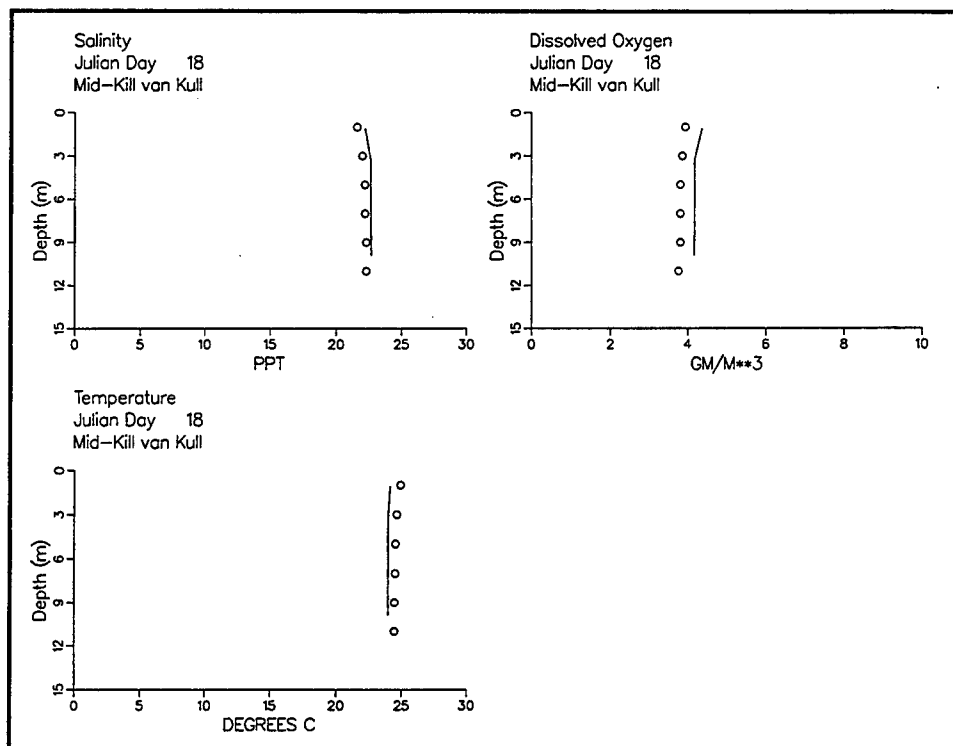 Salinity
Julian Day 18
Mid-Kill van Kull
0
3
6
9
12
15
Depth (m)
0 5 10 15 20 25 30
PPT
Dissolved Oxygen
Julian Day 18
Mid-Kill van Kull
0
3
6
9
12
15
Depth (m)
0 2 4 6 8 10
GM/M**3
Temperature
Julian Day 18
Mid-Kill van Kull
0
3
6
9
12
15
Depth (m)
0 5 10 15 20 25 30
DEGREES C